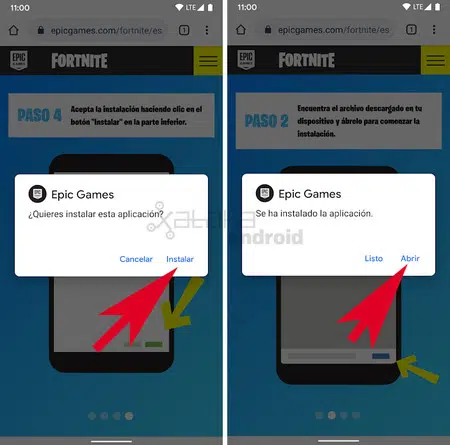 11:00
LTE
epicgames.com/fortnite/es
1
EPIC
GAMES
FORTNITE
PASO 4
Acepta la instalación haciendo clic en el
botón "Instalar" en la parte inferior.
Epic Games
¿Quieres instalar esta aplicación?
Cancelar
Instalar
11:00
LTE
epicgames.com/fortnite/es
1
EPIC
GAMES
FORTNITE
PASO 2
Encuentra el archivo descargado en tu
dispositivo y ábrelo para comenzar la
instalación.
Epic Games
Se ha instalado la aplicación.
Listo
Abrir
Xataka
android